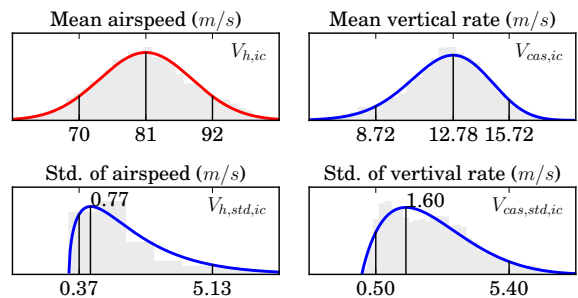 Mean airspeed (m/s)
Mean vertical rate (m/s)
V_{h,ic}
V_{cas,ic}
70 81 92
8.72 12.78 15.72
Std. of airspeed (m/s)
Std. of vertival rate (m/s)
0.77
V_{h,std,ic}
1.60
V_{cas,std,ic}
0.37 5.13
0.50 5.40